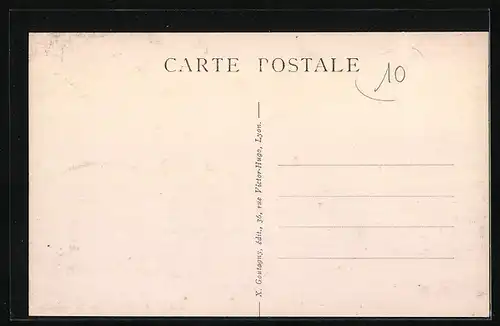 CARTE POSTALE
10
X. Goutagny, édit., 36, rue Victor-Hugo, Lyon.